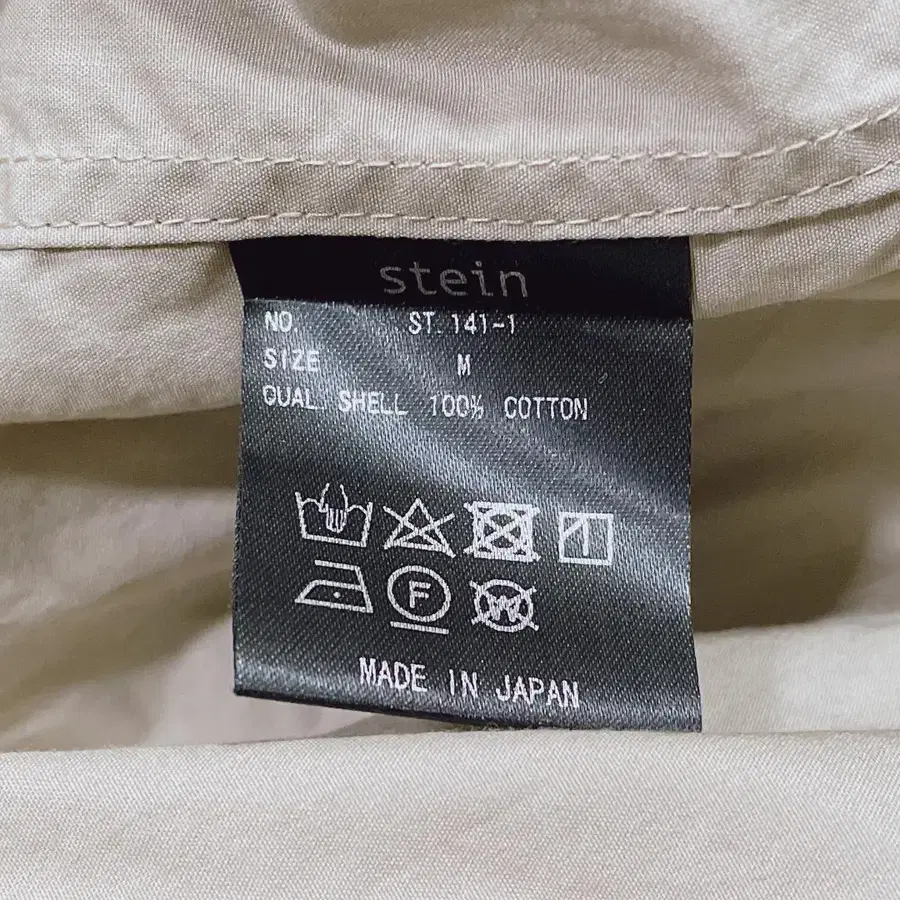 stein
NO. ST.141-1
SIZE M
QUAL SHELL 100% COTTON
F
W
MADE IN JAPAN